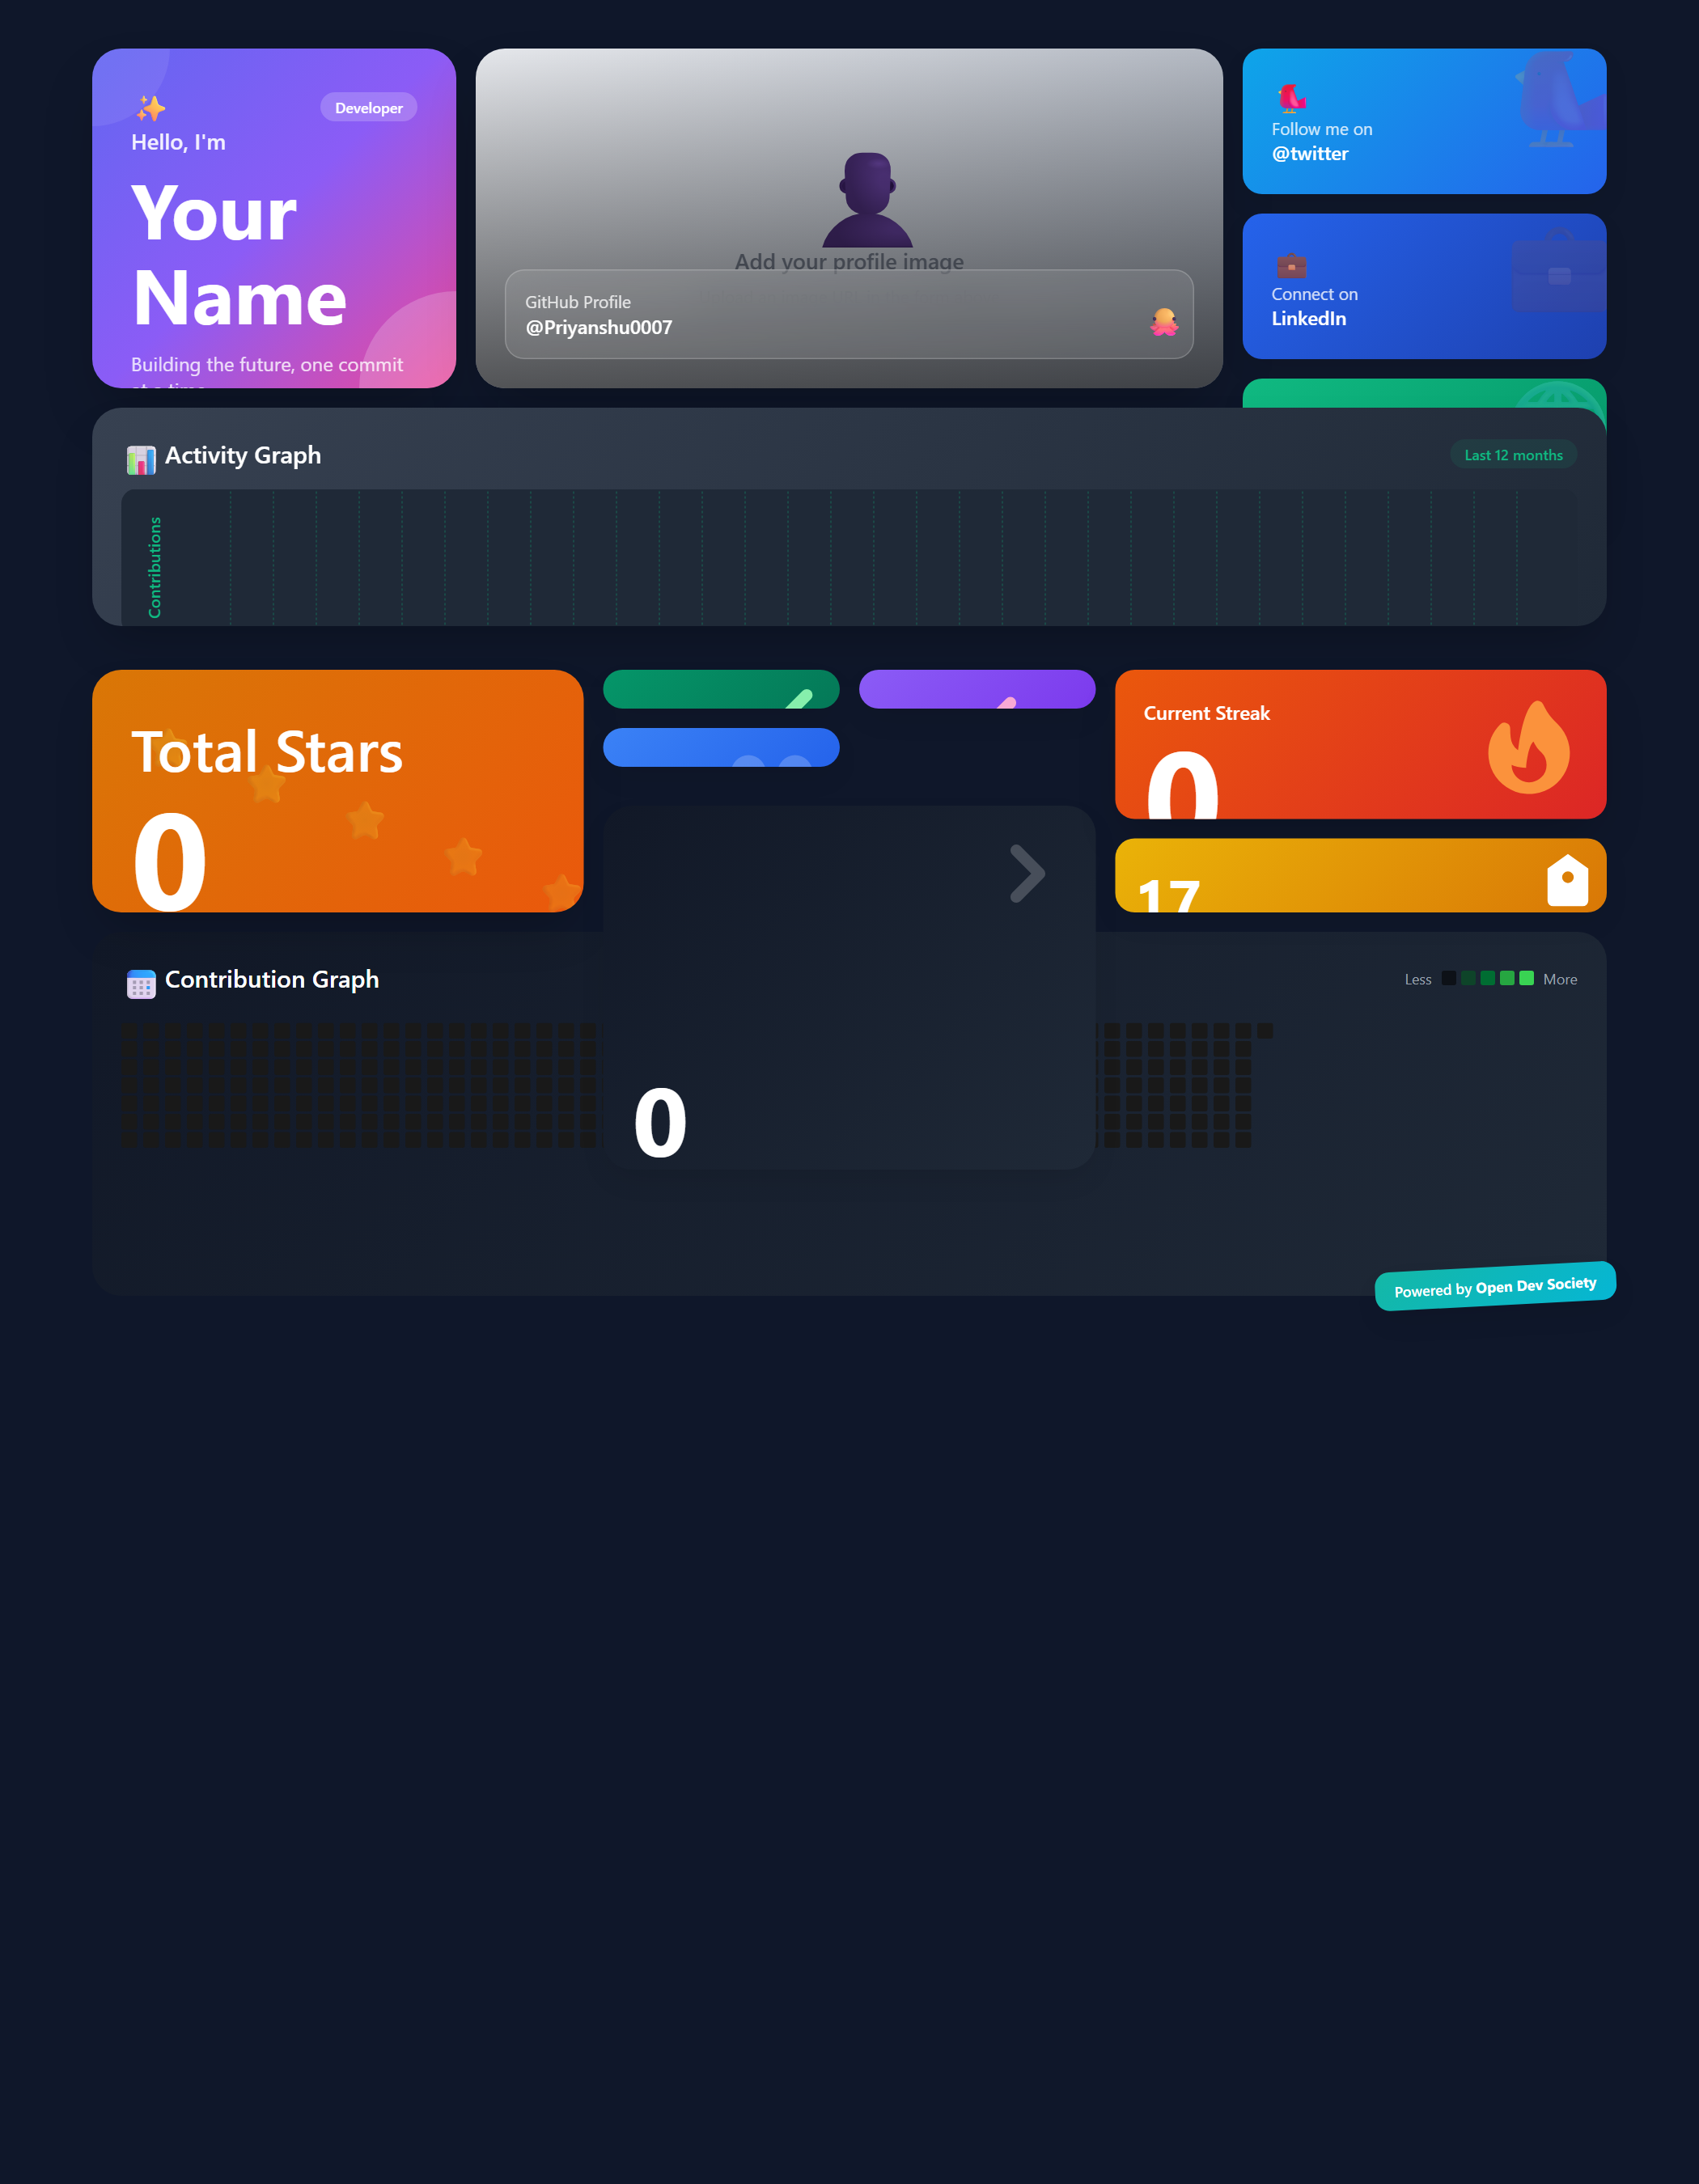 Developer
Hello, I'm
Your
Name
Building the future, one commit
at a time
Add your profile image
GitHub Profile
@Priyanshu0007
Follow me on
@twitter
Connect on
LinkedIn
Activity Graph
Last 12 months
Contributions
Total Stars
0
Current Streak
0
17
Contribution Graph
Less
More
0
Powered by Open Dev Society